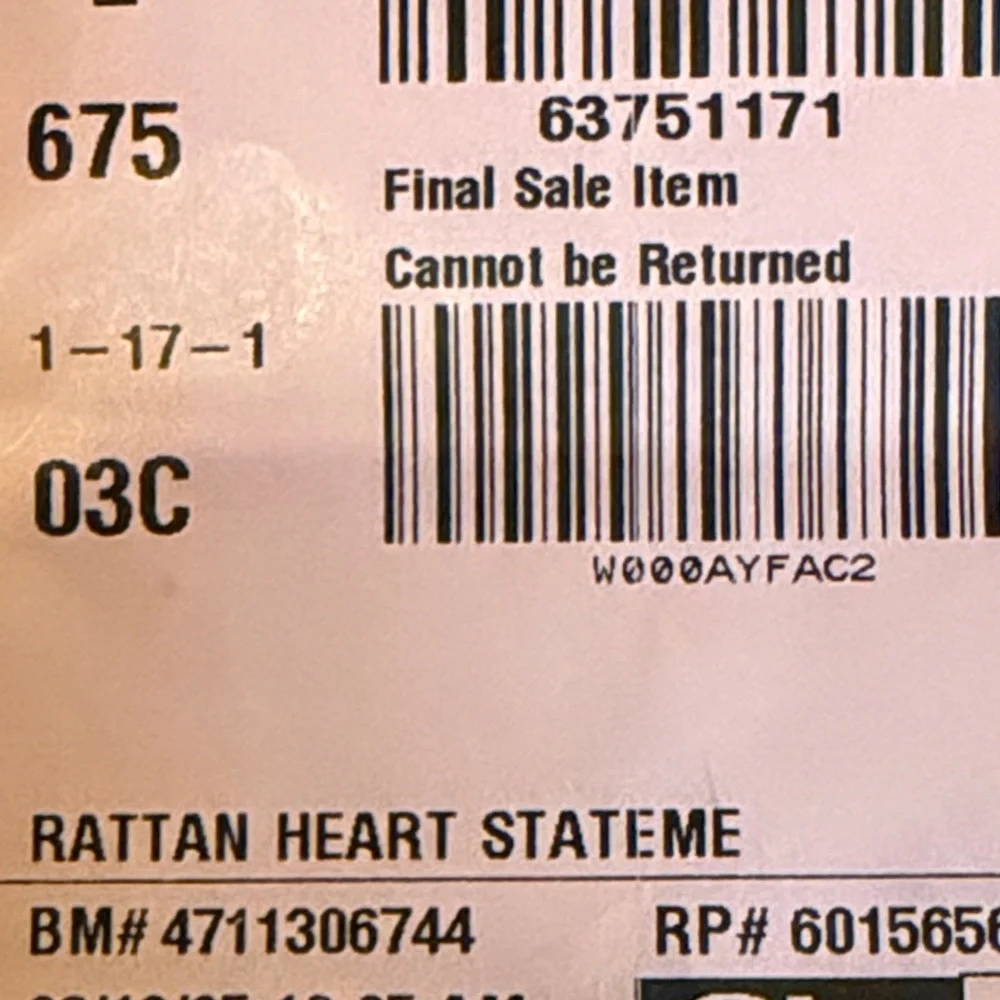 675
63751171
Final Sale Item
Cannot be Returned
1-17-1
03C
W000AYFAC2
RATTAN HEART STATEME
BM# 4711306744
RP# 6015656